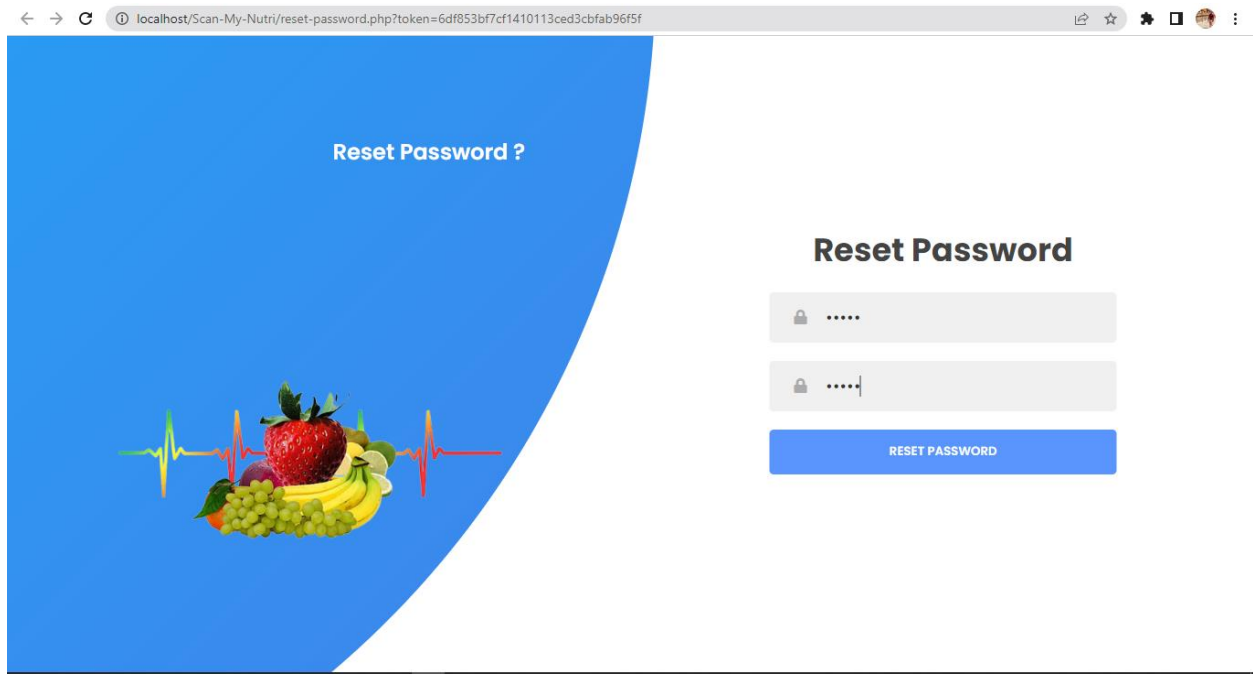 localhost/Scan-My-Nutri/reset-password.php?token=6df853bf7cf1410113ced3cbfab96f5f
Reset Password ?
Reset Password
•••••
•••••
RESET PASSWORD